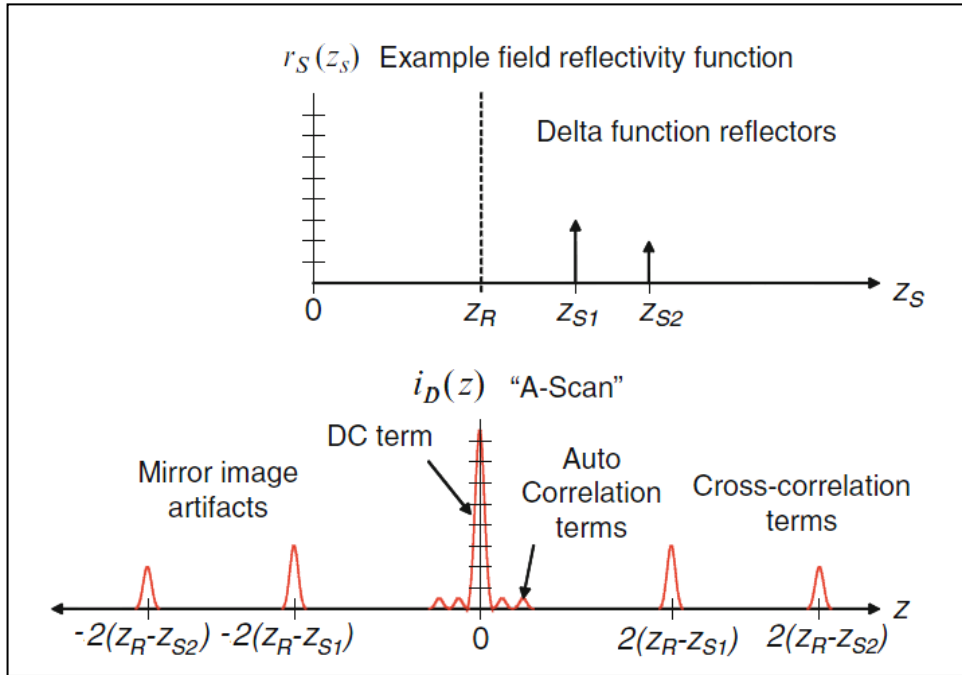 r_S(z_s) Example field reflectivity function
Delta function reflectors
0 z_R z_S1 z_S2 z_S
i_D(z) “A-Scan”
DC term
Mirror image
artifacts
Auto
Correlation
terms
Cross-correlation
terms
-2(z_R-z_S2) -2(z_R-z_S1) 0 2(z_R-z_S1) 2(z_R-z_S2) z